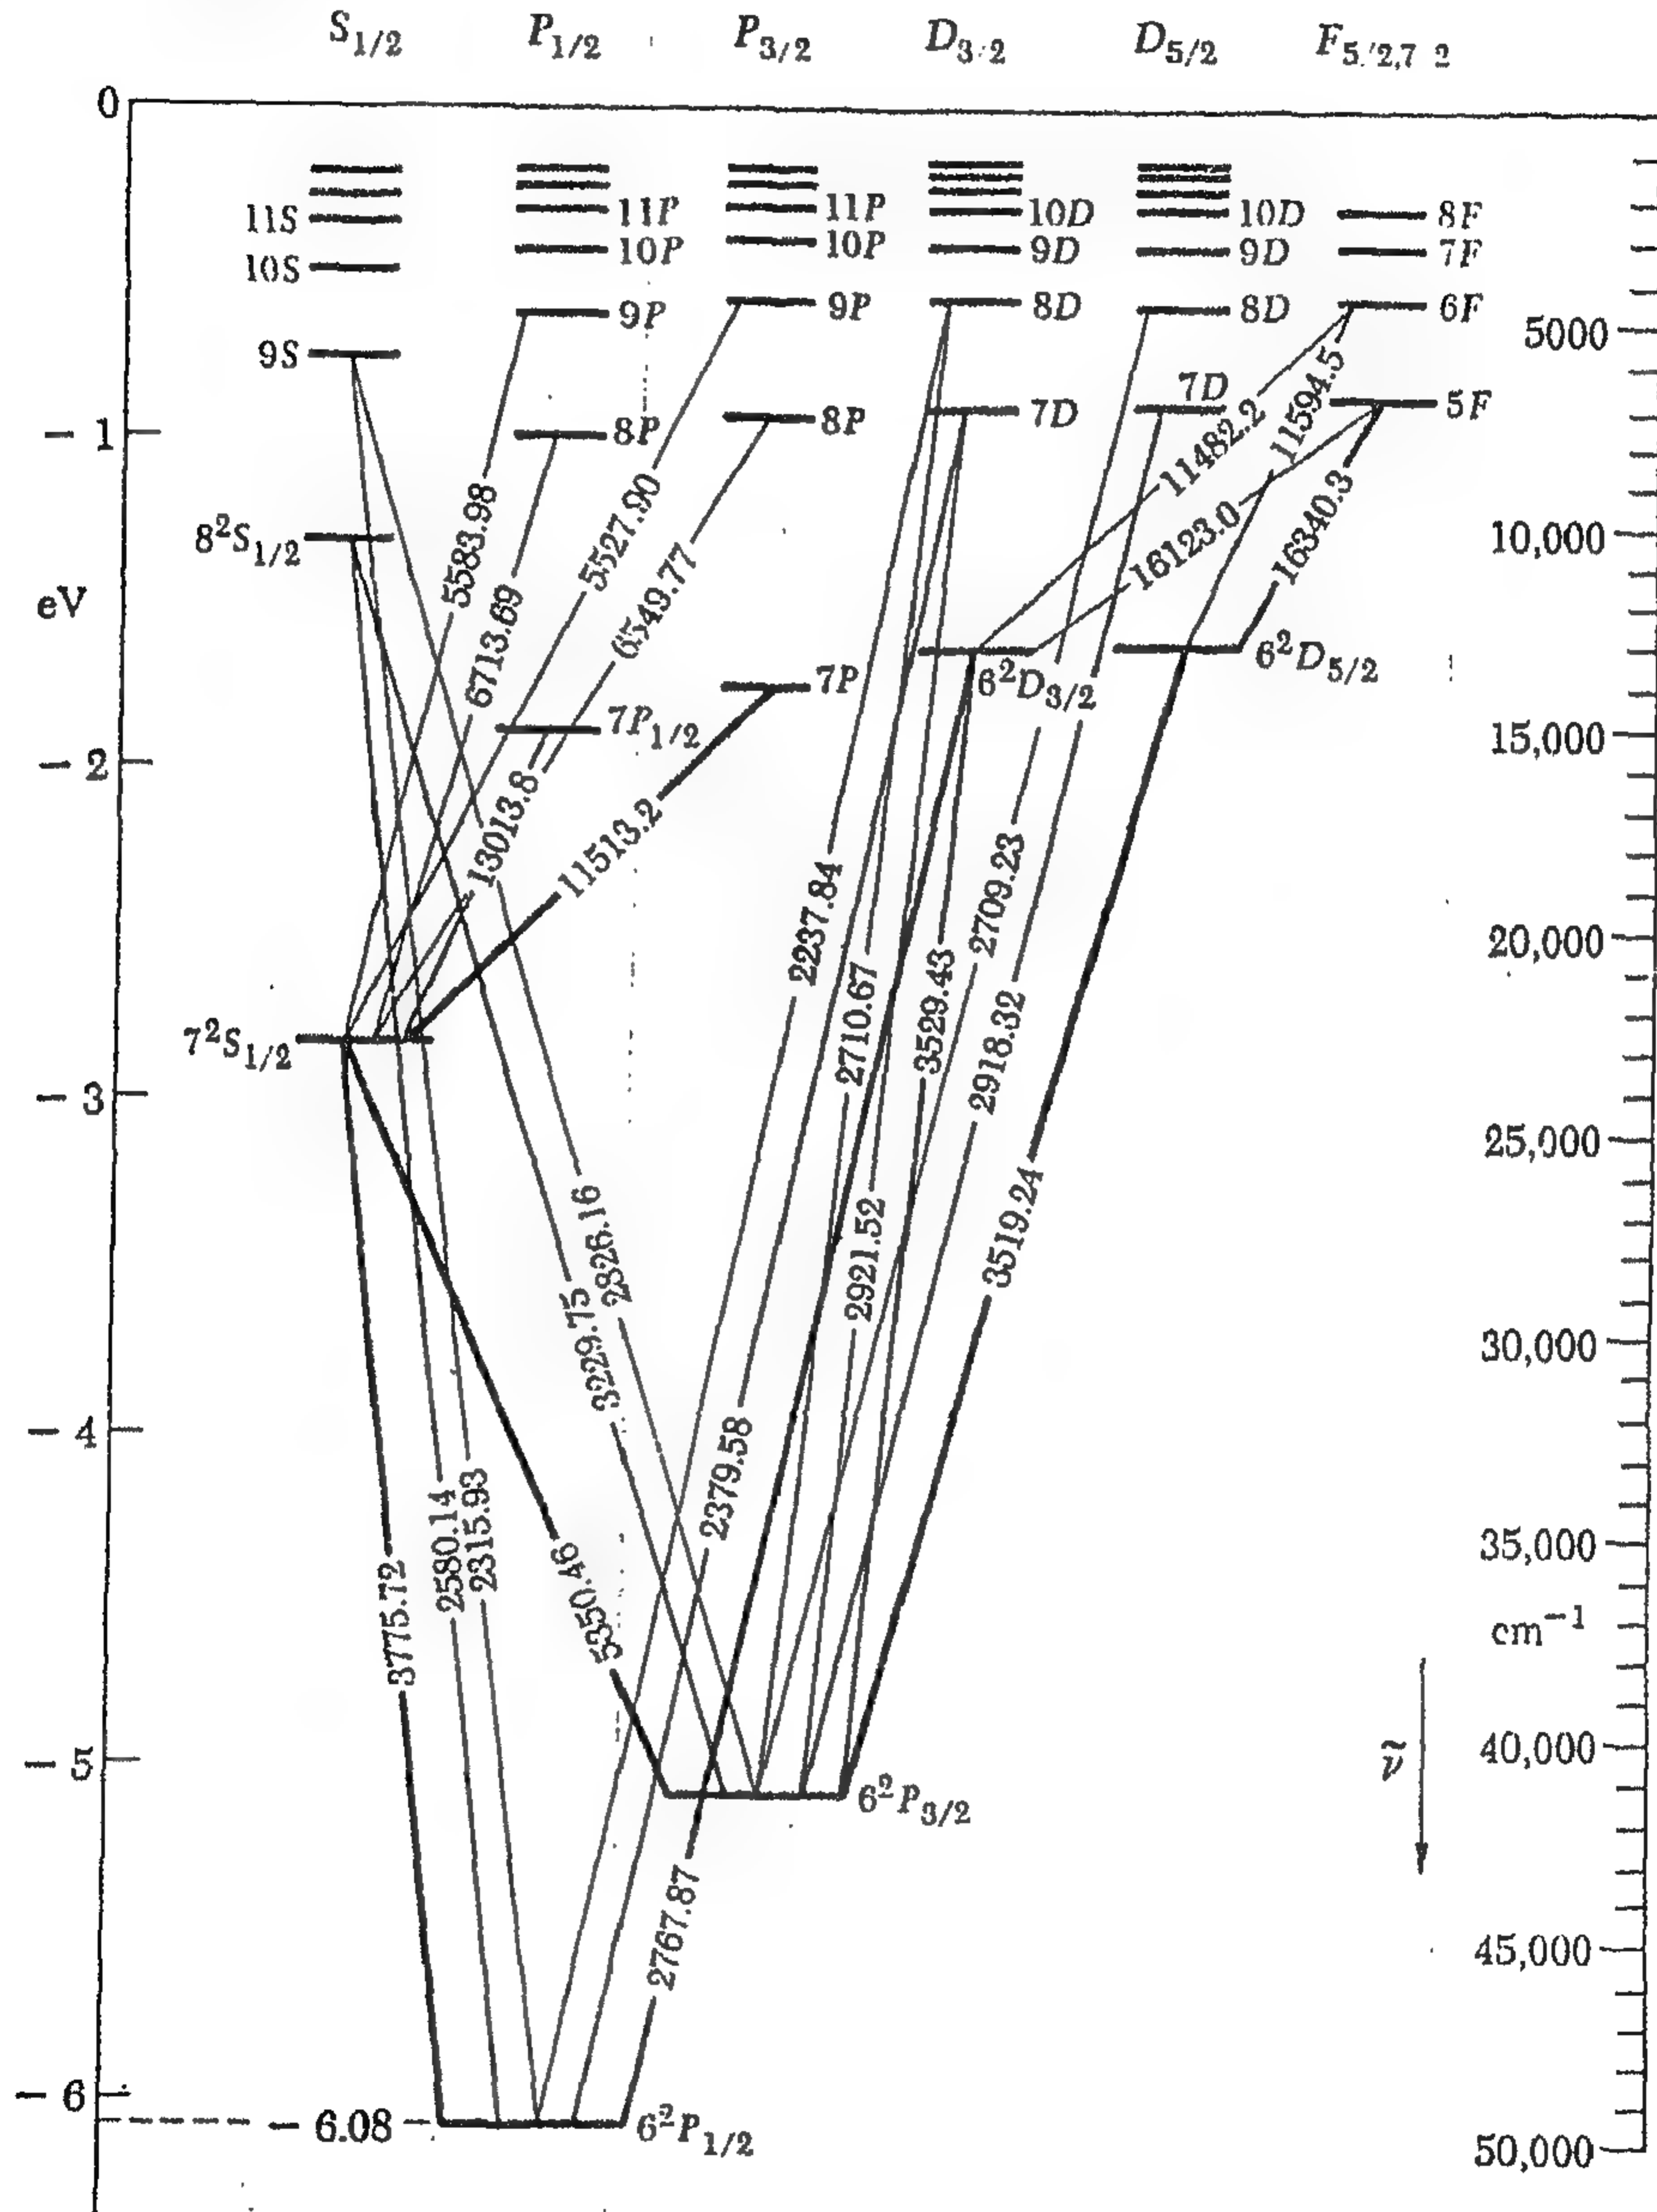 S1/2 P1/2 P3/2 D3/2 D5/2 F5/2,7/2
0
11P 11P 10D 10D 8F
11S
10P 10P 9D 9D 7F
10S
9P 9P 8D 8D 6F
5000
9S
7D
5F
8P 8P 7D
- 1
11594.5
11482.2
5583.98
5527.90
16123.0
16340.3
10,000
8²S1/2
eV
6713.69
6549.77
6²D3/2
6²D5/2
7P
7P1/2
15,000
- 2
13013.8
11513.2
2237.84
2709.23
20,000
2710.67
3529.43
2918.32
7²S1/2
- 3
25,000
2826.16
3229.75
2921.52
3519.24
30,000
- 4
2379.58
2580.14
2315.93
35,000
3775.72
5350.46
cm⁻¹
- 5
ν̃
40,000
6²P3/2
2767.87
45,000
- 6
- 6.08
6²P1/2
50,000